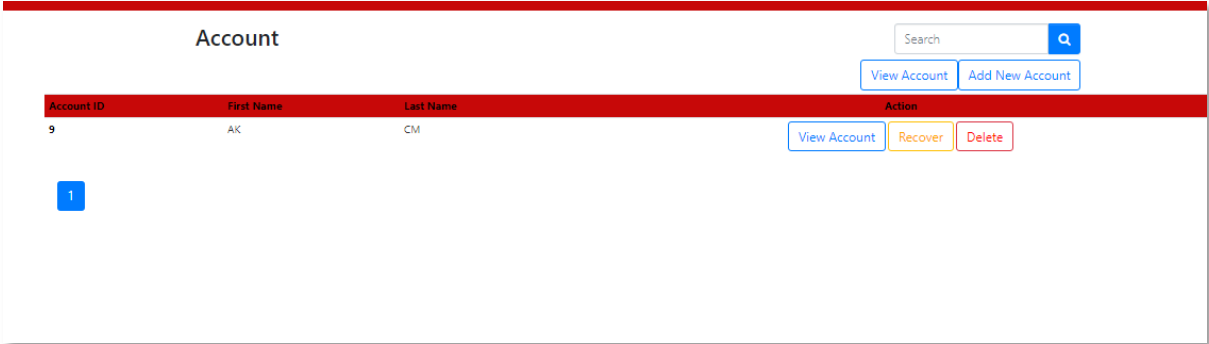 Account
Search
View Account Add New Account
Account ID First Name Last Name Action
9 AK CM View Account Recover Delete
1